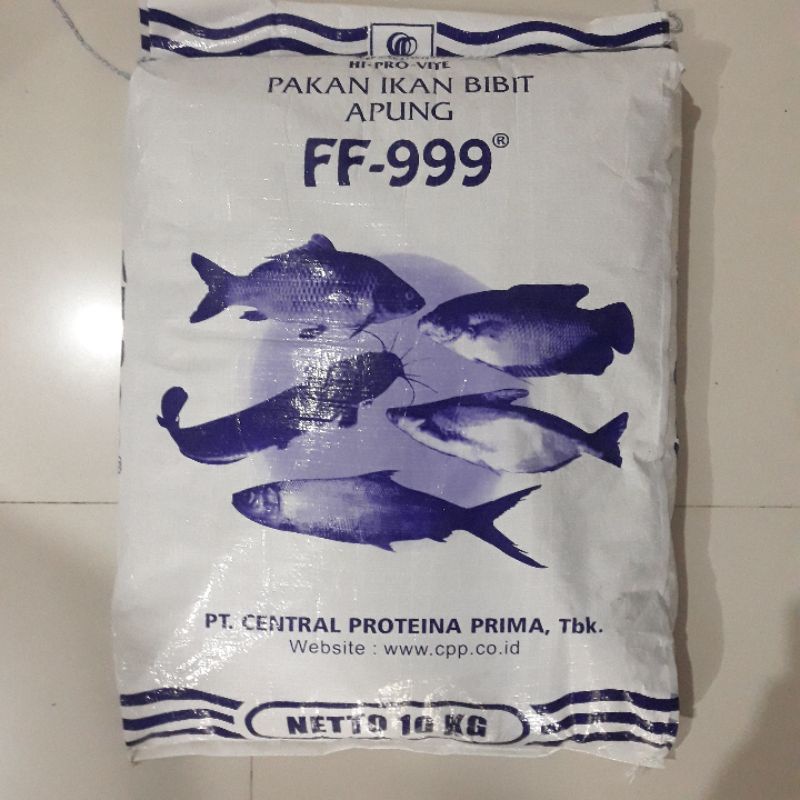 HI-PRO-VITE
PAKAN IKAN BIBIT
APUNG
FF-999®
PT. CENTRAL PROTEINA PRIMA, Tbk.
Website : www.cpp.co.id
NETTO 10 KG